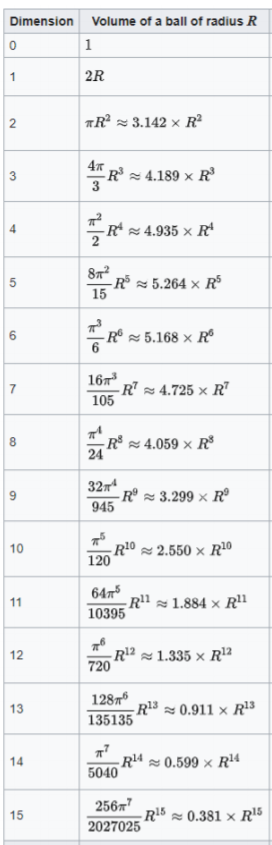 Dimension Volume of a ball of radius R
0 1
1 2R
2 πR² ≈ 3.142 × R²
3 4π/3 R³ ≈ 4.189 × R³
4 π²/2 R⁴ ≈ 4.935 × R⁴
5 8π²/15 R⁵ ≈ 5.264 × R⁵
6 π³/6 R⁶ ≈ 5.168 × R⁶
7 16π³/105 R⁷ ≈ 4.725 × R⁷
8 π⁴/24 R⁸ ≈ 4.059 × R⁸
9 32π⁴/945 R⁹ ≈ 3.299 × R⁹
10 π⁵/120 R¹⁰ ≈ 2.550 × R¹⁰
11 64π⁵/10395 R¹¹ ≈ 1.884 × R¹¹
12 π⁶/720 R¹² ≈ 1.335 × R¹²
13 128π⁶/135135 R¹³ ≈ 0.911 × R¹³
14 π⁷/5040 R¹⁴ ≈ 0.599 × R¹⁴
15 256π⁷/2027025 R¹⁵ ≈ 0.381 × R¹⁵